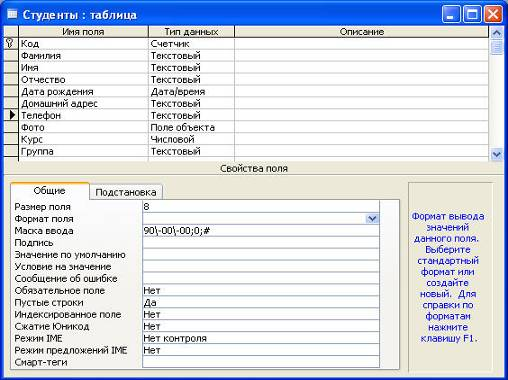 Студенты : таблица
Имя поля Тип данных Описание
Код Счетчик
Фамилия Текстовый
Имя Текстовый
Отчество Текстовый
Дата рождения Дата/время
Домашний адрес Текстовый
Телефон Текстовый
Фото Поле объекта
Курс Числовой
Группа Текстовый
Свойства поля
Общие Подстановка
Размер поля 8
Формат поля
Маска ввода 90\-00\-00;0;#
Подпись
Значение по умолчанию
Условие на значение
Сообщение об ошибке
Обязательное поле Нет
Пустые строки Да
Индексированное поле Нет
Сжатие Юникод Нет
Режим IME Нет контроля
Режим предложений IME Нет
Смарт-теги
Формат вывода
значений
данного поля.
Выберите
стандартный
формат или
создайте
новый. Для
справки по
форматам
нажмите
клавишу F1.